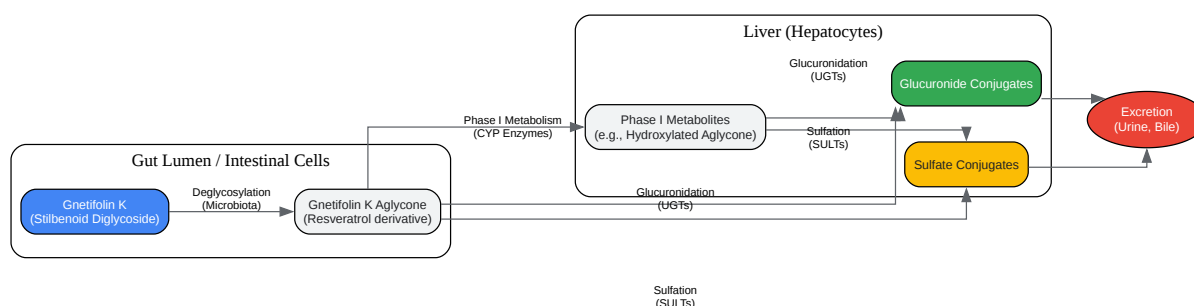 Liver (Hepatocytes)
Glucuronidation
(UGTs)
Glucuronide Conjugates
Excretion
(Urine, Bile)
Phase I Metabolism
(CYP Enzymes)
Phase I Metabolites
(e.g., Hydroxylated Aglycone)
Sulfation
(SULTs)
Sulfate Conjugates
Gut Lumen / Intestinal Cells
Gnetifolin K
(Stilbenoid Diglycoside)
Deglycosylation
(Microbiota)
Gnetifolin K Aglycone
(Resveratrol derivative)
Glucuronidation
(UGTs)
Sulfation
(SULTs)